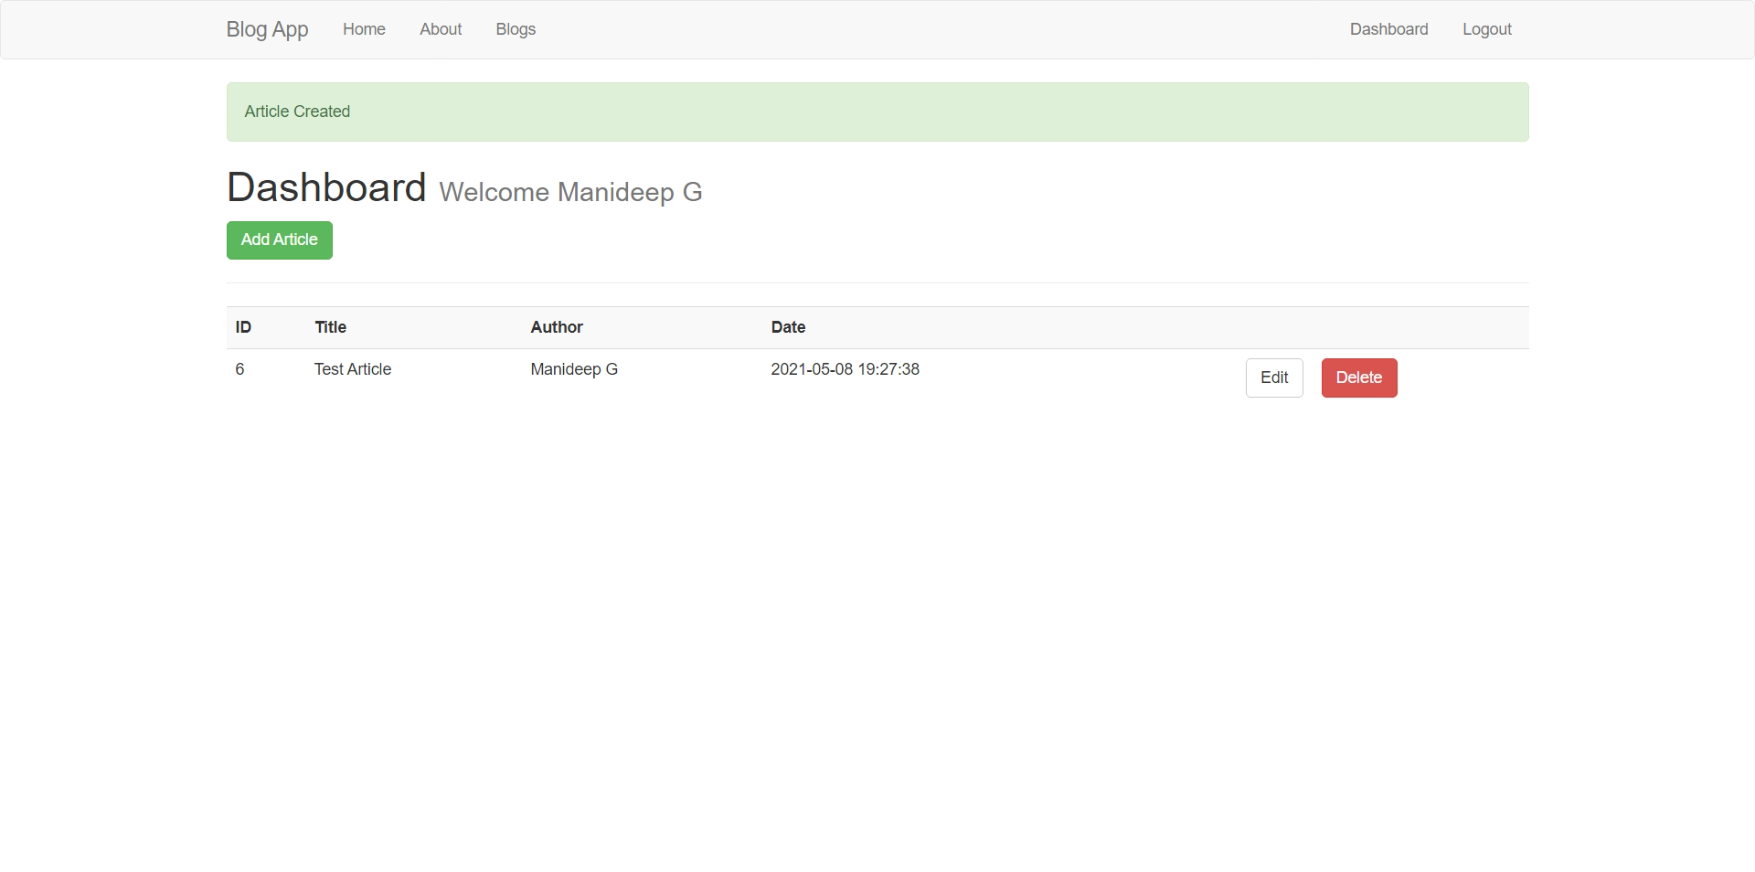 Blog App Home About Blogs Dashboard Logout
Article Created
Dashboard Welcome Manideep G
Add Article
ID Title Author Date
6 Test Article Manideep G 2021-05-08 19:27:38 Edit Delete